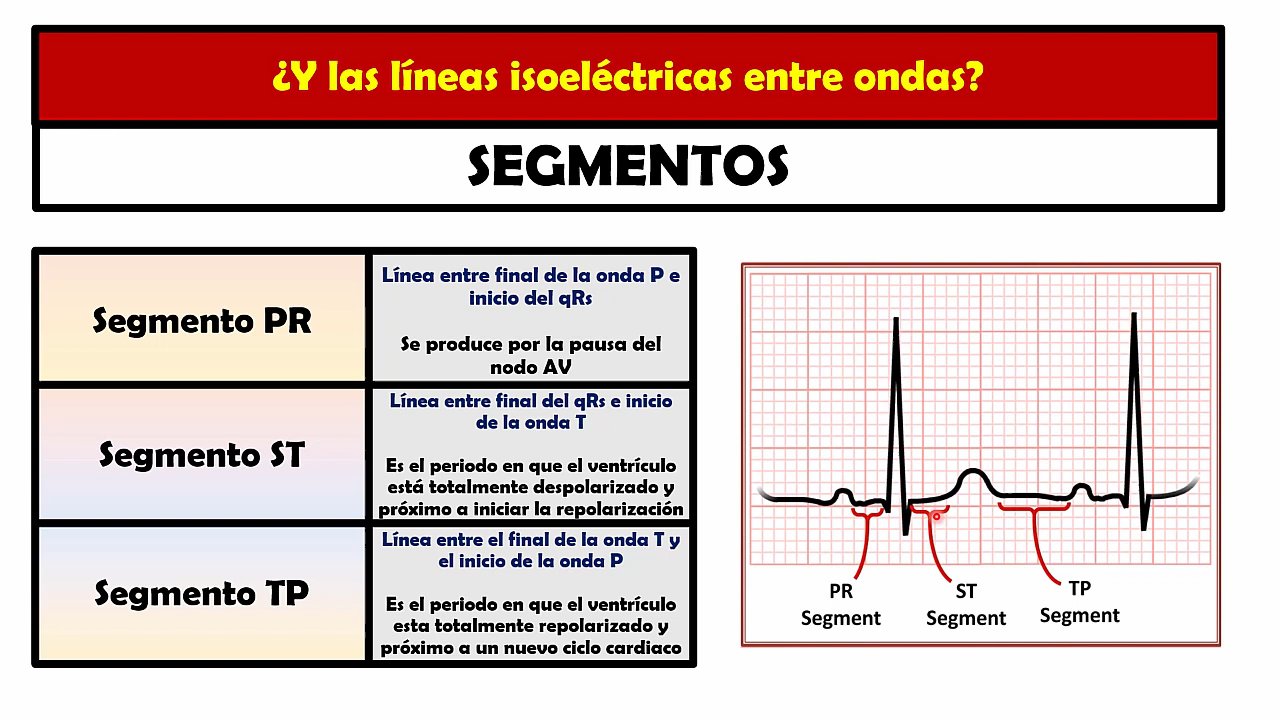 ¿Y las líneas isoeléctricas entre ondas?
SEGMENTOS
Segmento PR
Línea entre final de la onda P e
inicio del qRs
Se produce por la pausa del
nodo AV
Segmento ST
Línea entre final del qRs e inicio
de la onda T
Es el periodo en que el ventrículo
está totalmente despolarizado y
próximo a iniciar la repolarización
Segmento TP
Línea entre el final de la onda T y
el inicio de la onda P
Es el periodo en que el ventrículo
esta totalmente repolarizado y
próximo a un nuevo ciclo cardiaco
PR
Segment
ST
Segment
TP
Segment